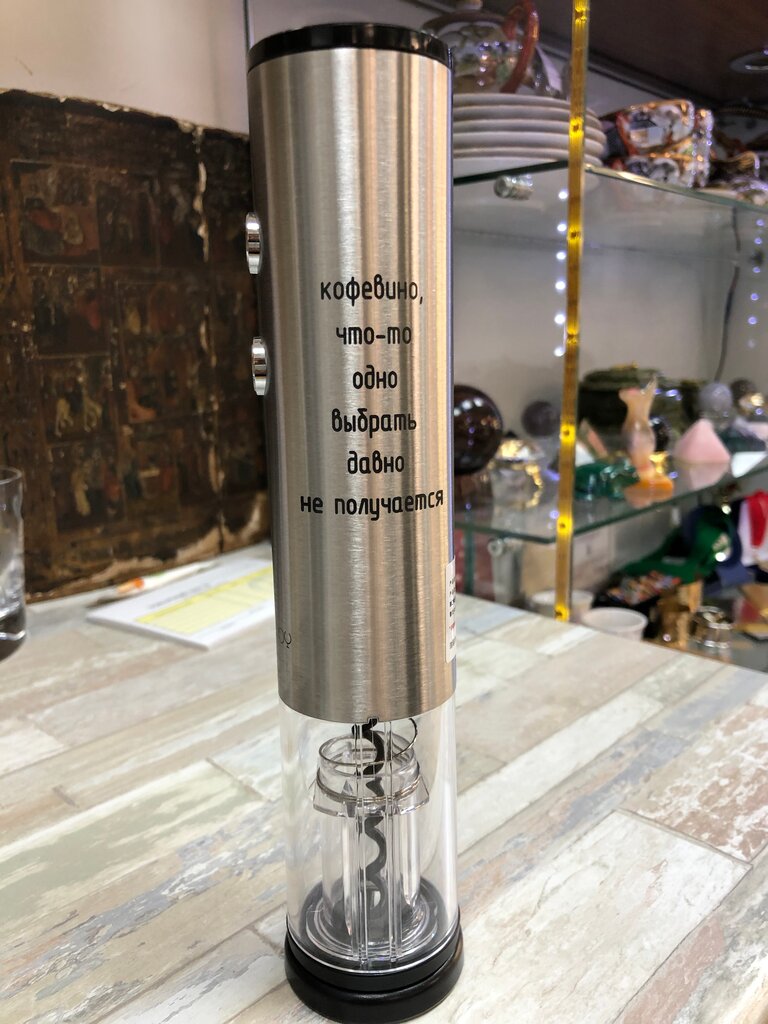 кофевино,
что-то
одно
выбрать
давно
не получается